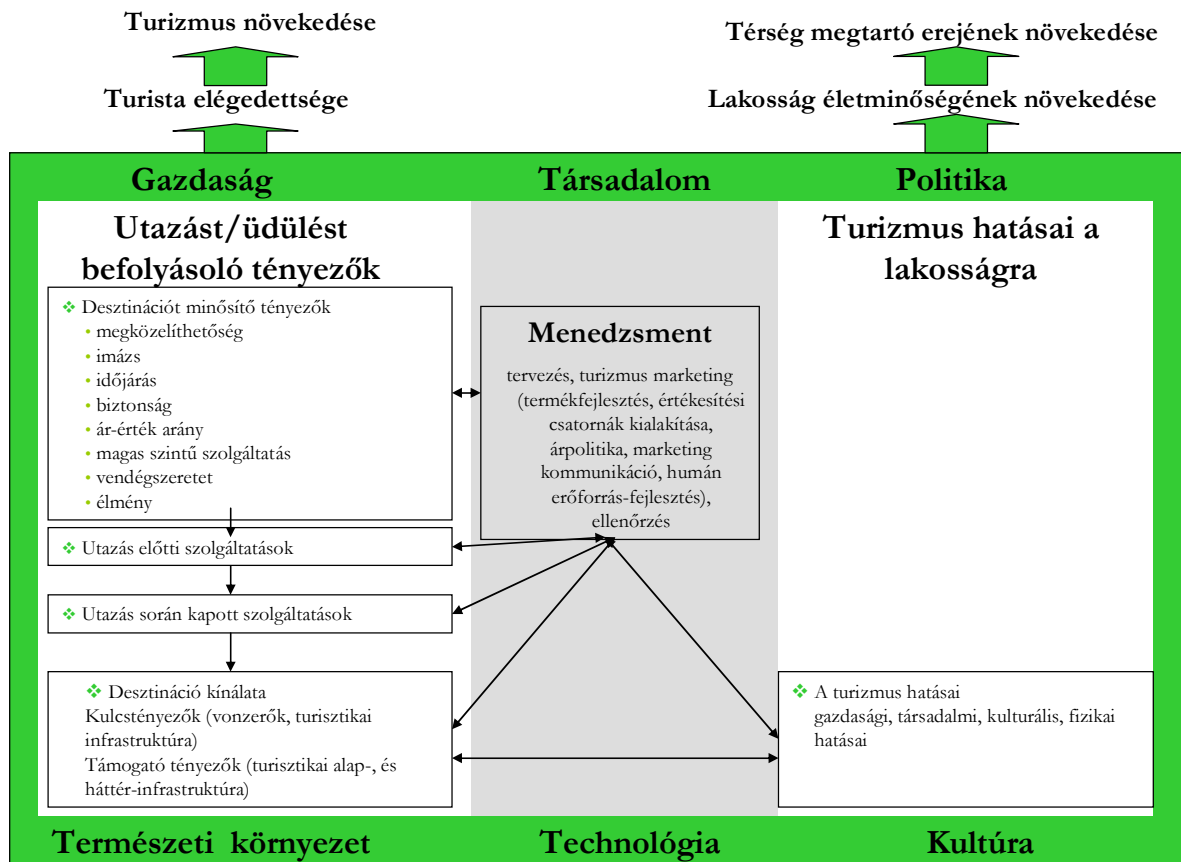 Turizmus növekedése
Térség megtartó erejének növekedése
Turista elégedettsége
Lakosság életminőségének növekedése
Gazdaság
Társadalom
Politika
Utazást/üdülést
befolyásoló tényezők
❖ Desztinációt minősítő tényezők
• megközelíthetőség
• imázs
• időjárás
• biztonság
• ár-érték arány
• magas szintű szolgáltatás
• vendégszeretet
• élmény
❖ Utazás előtti szolgáltatások
❖ Utazás során kapott szolgáltatások
❖ Desztináció kínálata
Kulcstényezők (vonzerők, turisztikai
infrastruktúra)
Támogató tényezők (turisztikai alap-, és
háttér-infrastruktúra)
Menedzsment
tervezés, turizmus marketing
(termékfejlesztés, értékesítési
csatornák kialakítása,
árpolitika, marketing
kommunikáció, humán
erőforrás-fejlesztés),
ellenőrzés
Turizmus hatásai a
lakosságra
❖ A turizmus hatásai
gazdasági, társadalmi, kulturális, fizikai
hatásai
Természeti környezet
Technológia
Kultúra